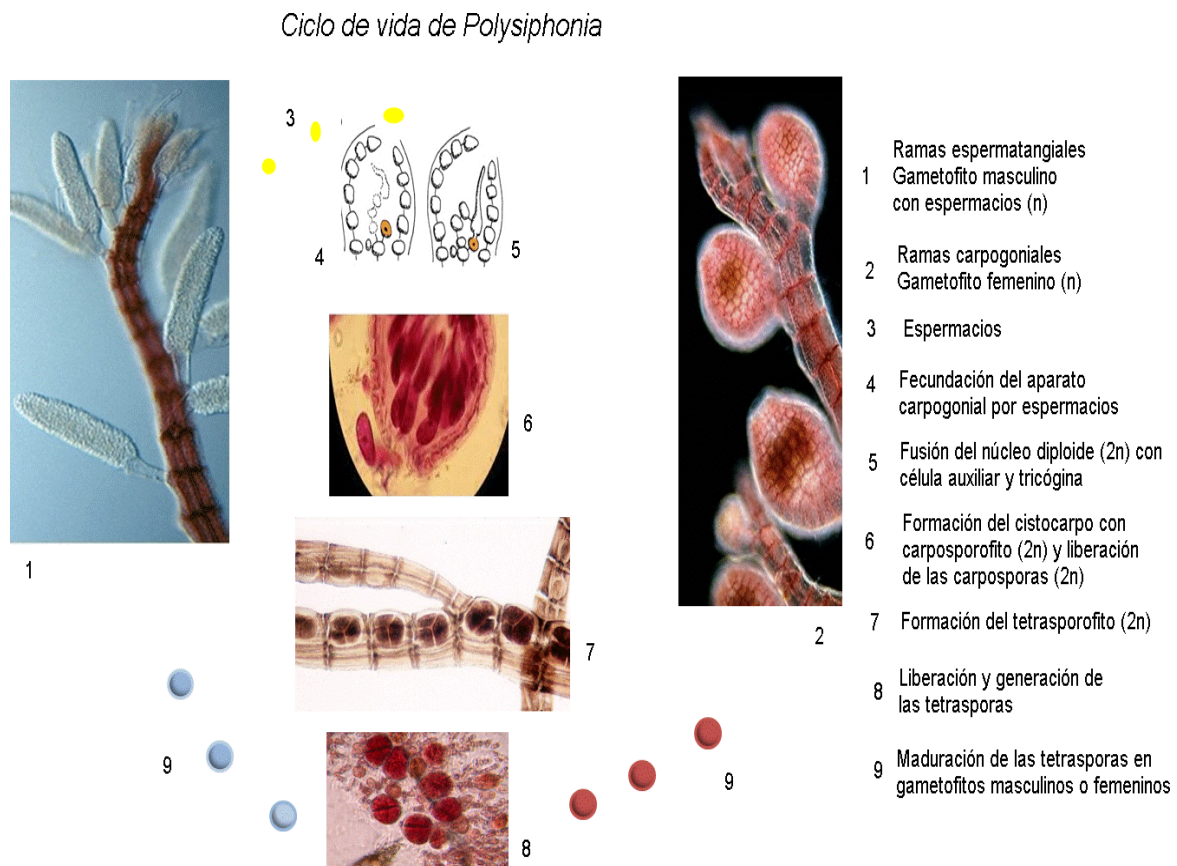 Ciclo de vida de Polysiphonia
3
4
5
6
1
7
2
9
9
8
1
Ramas espermatangiales
Gametofito masculino
con espermacios (n)
2
Ramas carpogoniales
Gametofito femenino (n)
3 Espermacios
4
Fecundación del aparato
carpogonial por espermacios
5
Fusión del núcleo diploide (2n) con
célula auxiliar y tricógina
6
Formación del cistocarpo con
carposporofito (2n) y liberación
de las carposporas (2n)
7 Formación del tetrasporofito (2n)
8
Liberación y generación de
las tetrasporas
9
Maduración de las tetrasporas en
gametofitos masculinos o femeninos